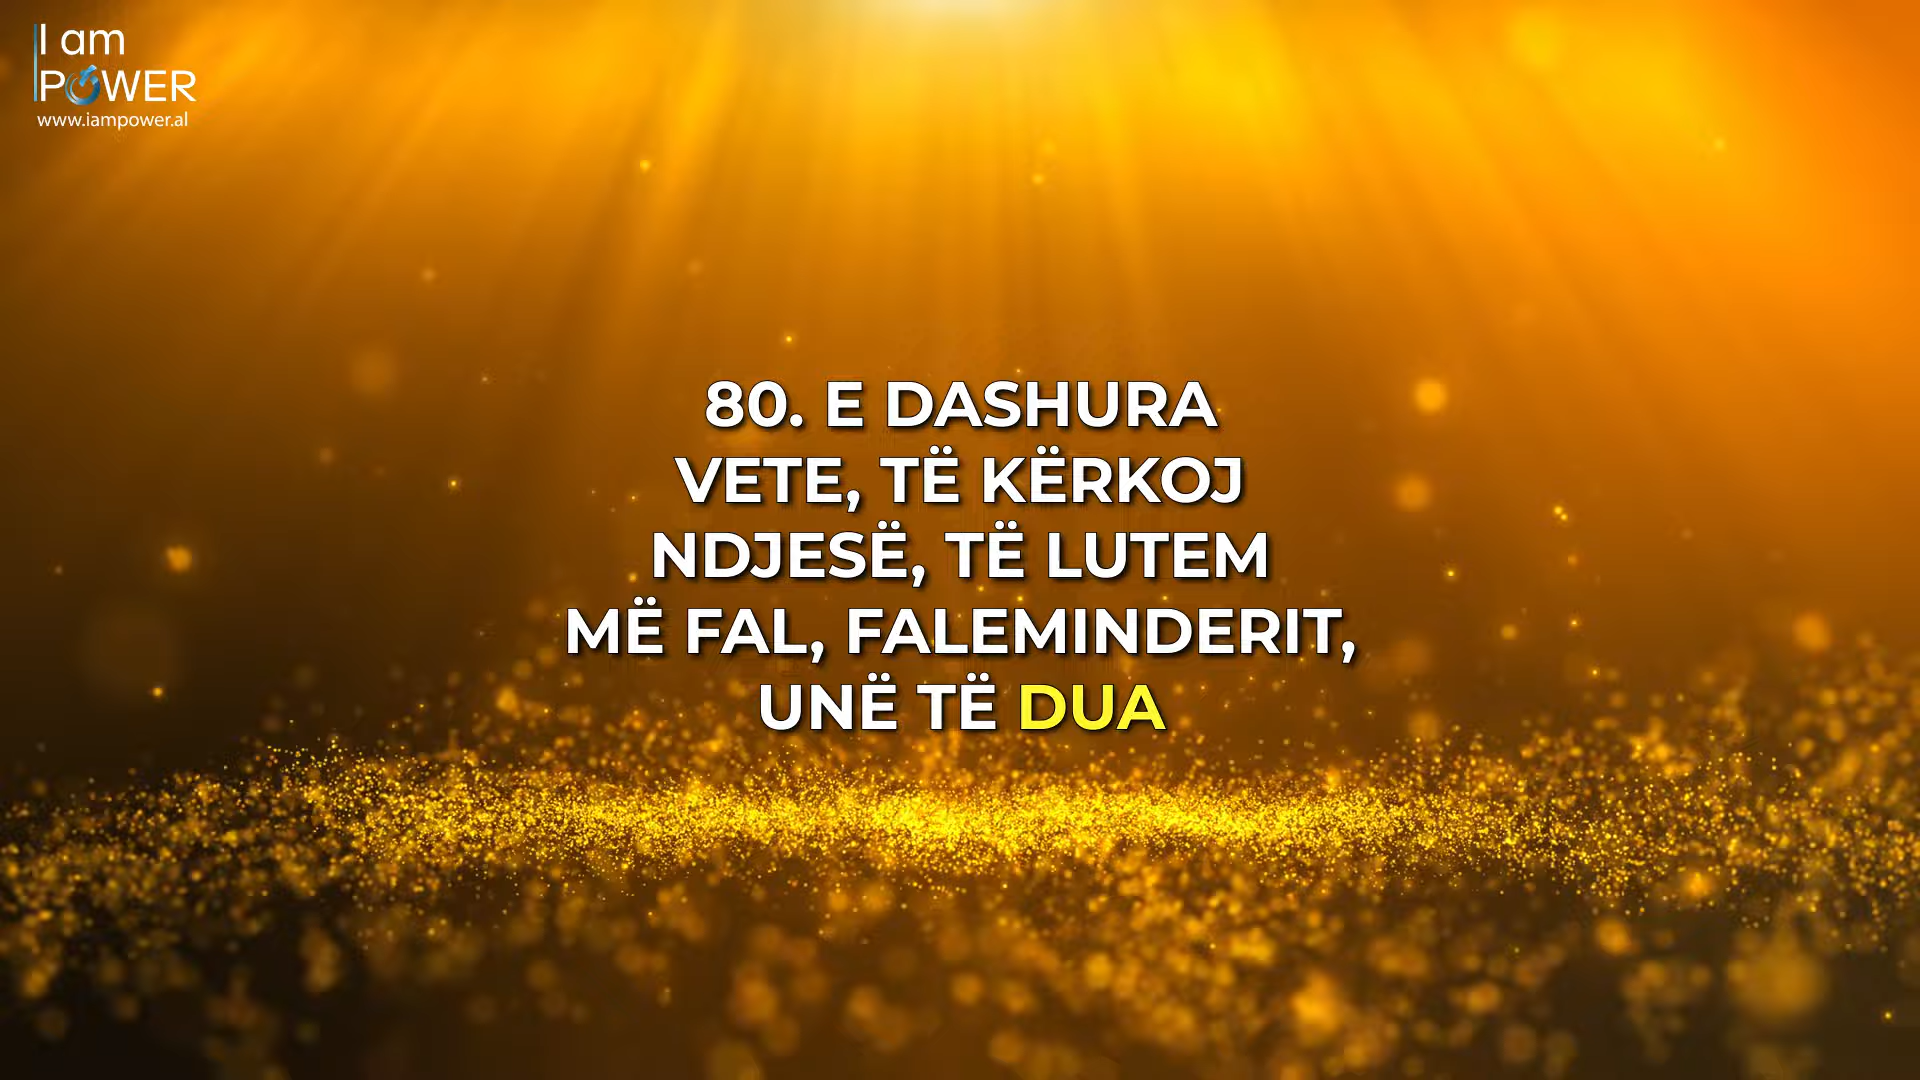 I am
POWER
www.iampower.al
80. E DASHURA
VETE, TË KËRKOJ
NDJESË, TË LUTEM
MË FAL, FALEMINDERIT,
UNË TË DUA